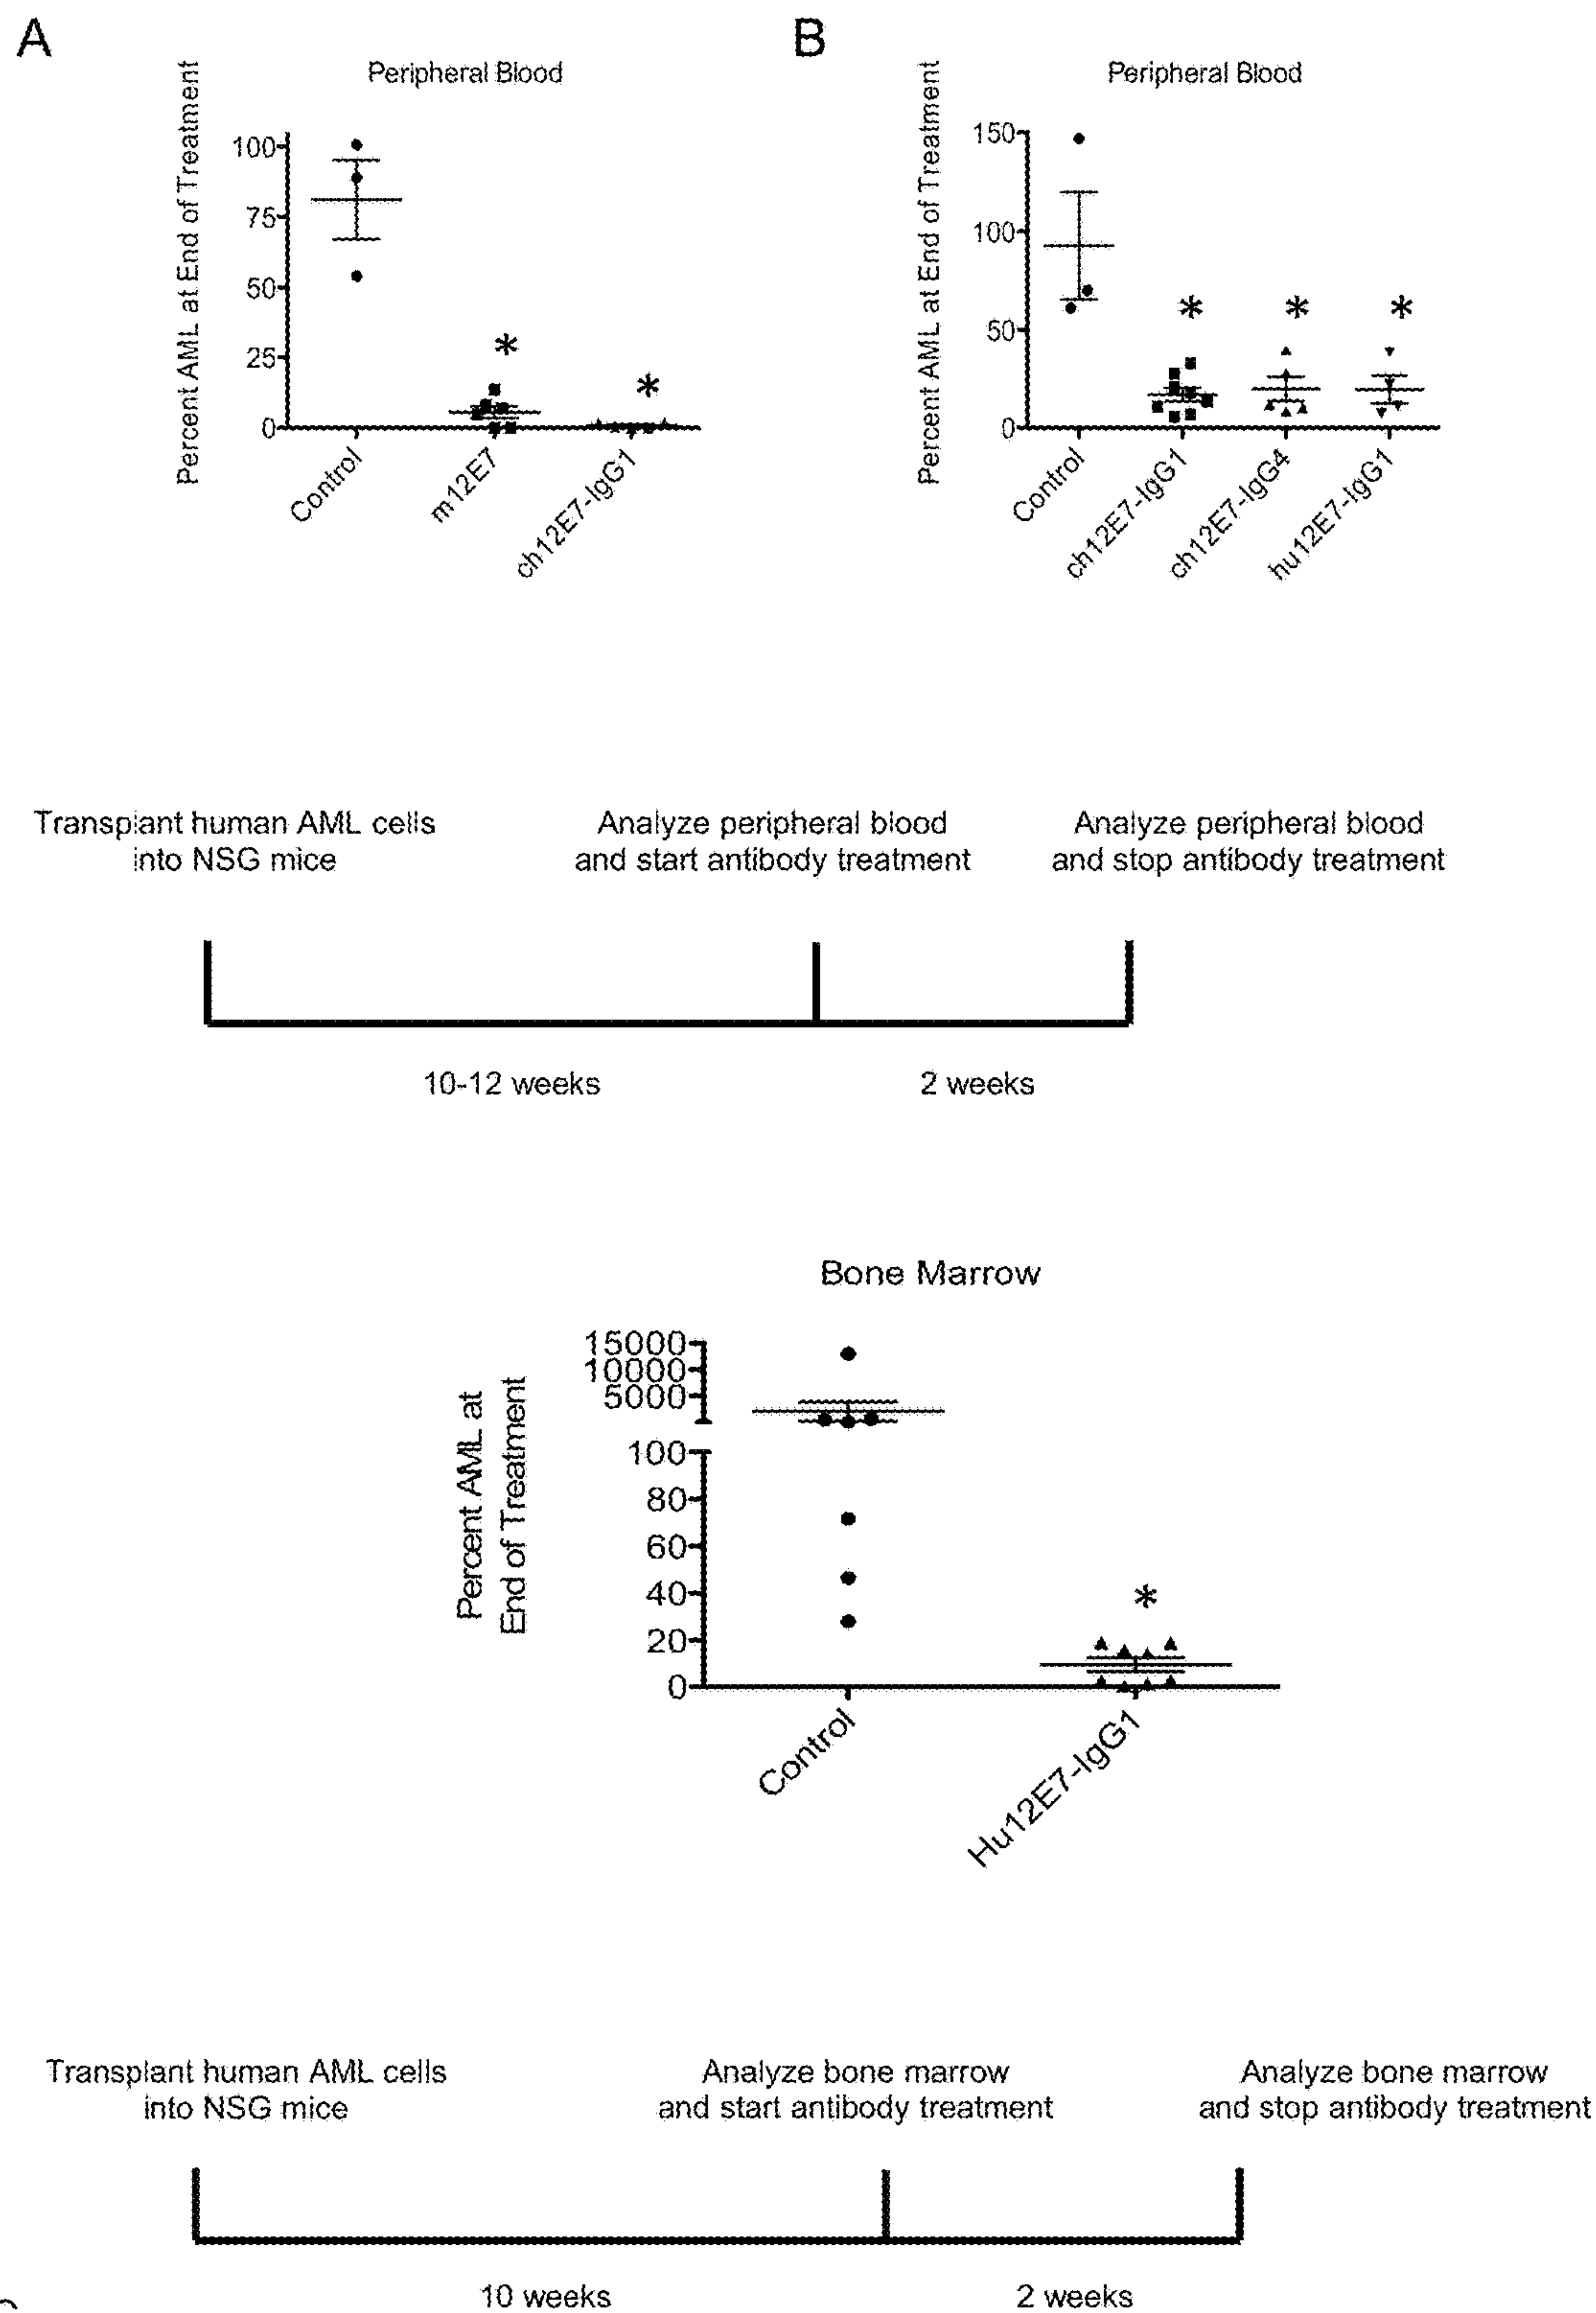 A
Peripheral Blood
Percent AML at End of Treatment
100
75
50
25
0
*
*
Control
m12E7
ch12E7-IgG1
B
Peripheral Blood
Percent AML at End of Treatment
150
100
50
0
*
*
*
Control
ch12E7-IgG1
ch12E7-IgG4
hu12E7-IgG1
Transplant human AML cells
into NSG mice
Analyze peripheral blood
and start antibody treatment
Analyze peripheral blood
and stop antibody treatment
10-12 weeks
2 weeks
Bone Marrow
Percent AML at
End of Treatment
15000
10000
5000
100
80
60
40
20
0
*
Control
Hu12E7-IgG1
Transplant human AML cells
into NSG mice
Analyze bone marrow
and start antibody treatment
Analyze bone marrow
and stop antibody treatment
10 weeks
2 weeks